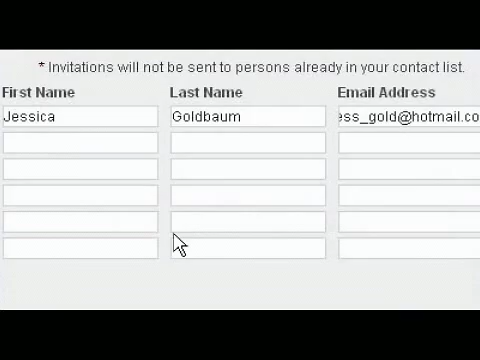 * Invitations will not be sent to persons already in your contact list.
First Name Last Name Email Address
Jessica Goldbaum ess_gold@hotmail.co